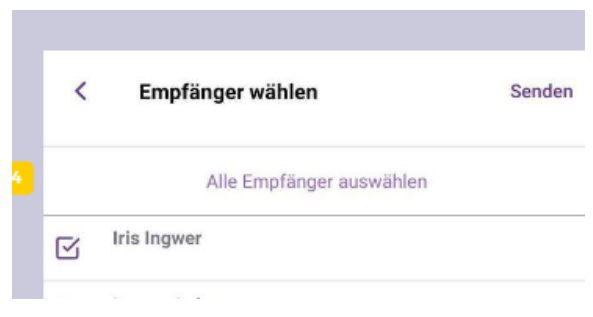 Empfänger wählen
Senden
4
Alle Empfänger auswählen
Iris Ingwer